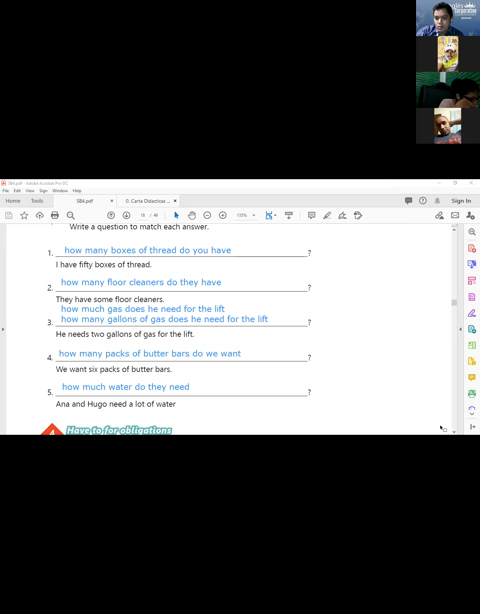 Inglés
Corporativo
SB4.pdf - Adobe Acrobat Pro DC
File Edit View Sign Window Help
Home Tools SB4.pdf × 0. Carta Didacticas ... × Sign In
18 / 49 133%
Write a question to match each answer.
1. how many boxes of thread do you have ?
I have fifty boxes of thread.
2. how many floor cleaners do they have ?
They have some floor cleaners.
how much gas does he need for the lift
3. how many gallons of gas does he need for the lift ?
He needs two gallons of gas for the lift.
4. how many packs of butter bars do we want ?
We want six packs of butter bars.
5. how much water do they need ?
Ana and Hugo need a lot of water
4 Have to for obligations